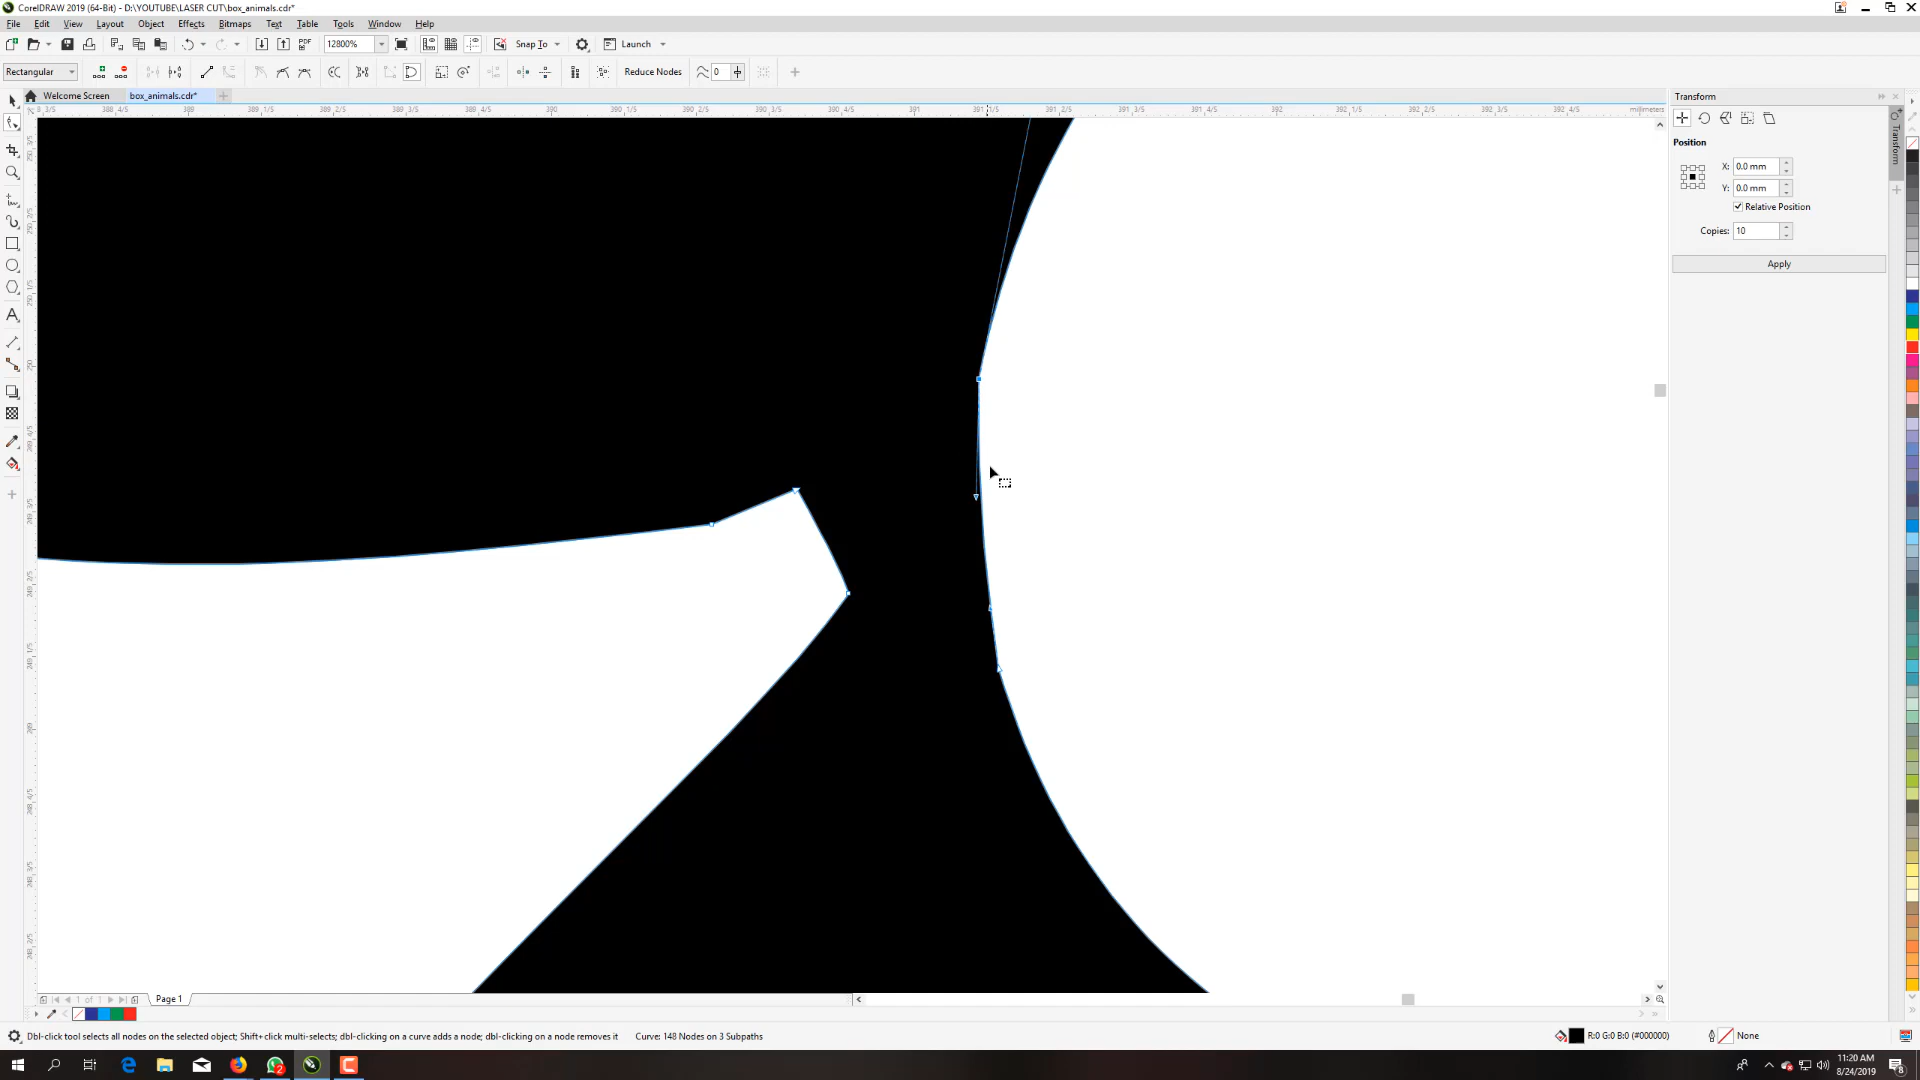 CorelDRAW 2019 (64-Bit) - D:\YOUTUBE\LASER CUT\box_animals.cdr*
File Edit View Layout Object Effects Bitmaps Text Table Tools Window Help
12800% Snap To Launch
Rectangular Reduce Nodes 0
Welcome Screen box_animals.cdr*
Transform
Position
X: 0.0 mm
Y: 0.0 mm
Relative Position
Copies: 10
Apply
Transform
millimeters
1 of 1 Page 1
Dbl-click tool selects all nodes on the selected object; Shift+click multi-selects; dbl-clicking on a curve adds a node; dbl-clicking on a node removes it Curve: 148 Nodes on 3 Subpaths R:0 G:0 B:0 (#000000) None
11:20 AM
8/24/2019